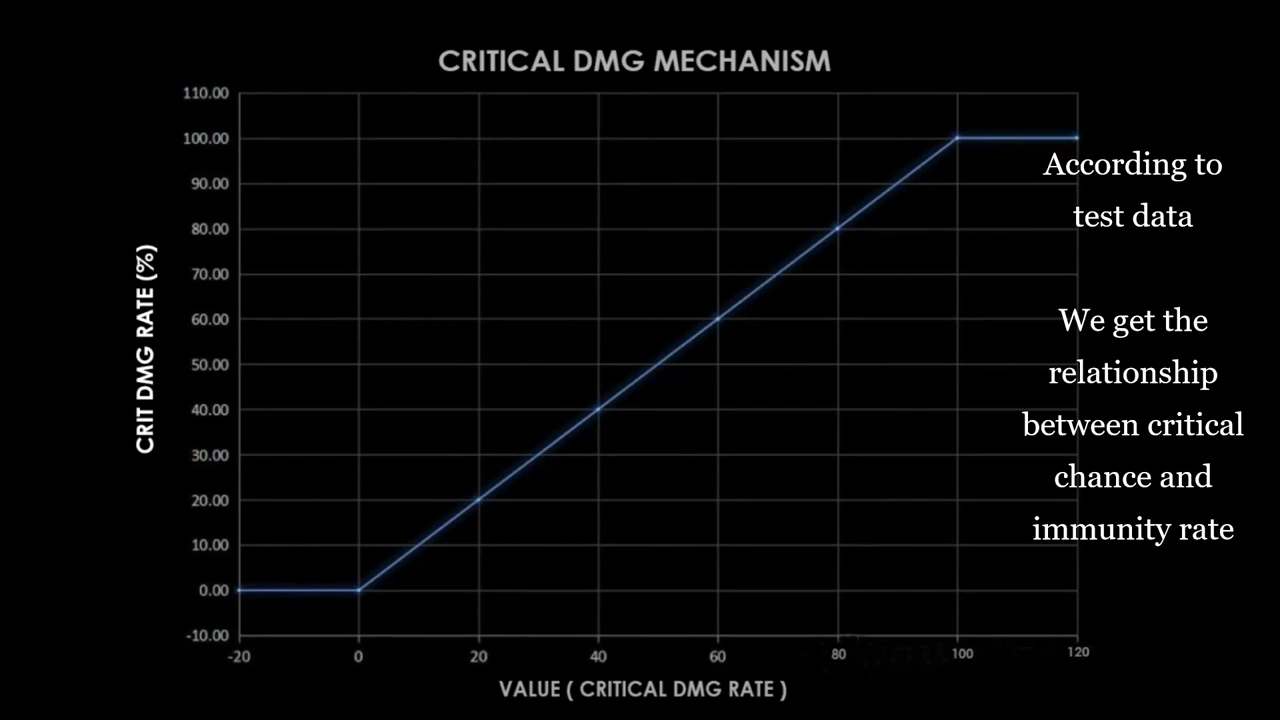 CRITICAL DMG MECHANISM
110.00
100.00
90.00
80.00
70.00
60.00
50.00
40.00
30.00
20.00
10.00
0.00
-10.00
CRIT DMG RATE (%)
-20 0 20 40 60 80 100 120
VALUE ( CRITICAL DMG RATE )
According to
test data
We get the
relationship
between critical
chance and
immunity rate